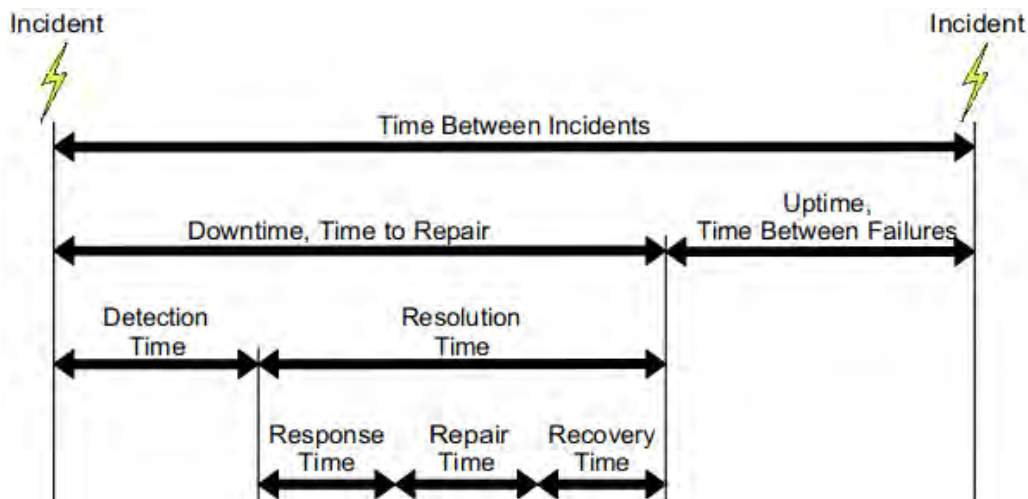 Incident
Incident
Time Between Incidents
Downtime, Time to Repair
Uptime,
Time Between Failures
Detection
Time
Resolution
Time
Response
Time
Repair
Time
Recovery
Time